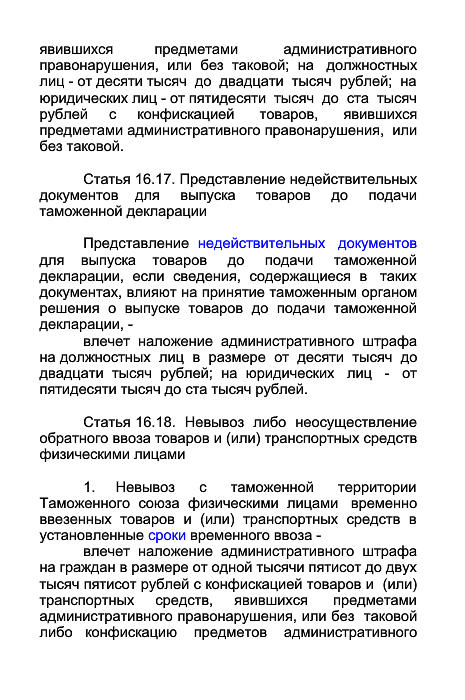 явившихся предметами административного
правонарушения, или без таковой; на должностных
лиц - от десяти тысяч до двадцати тысяч рублей; на
юридических лиц - от пятидесяти тысяч до ста тысяч
рублей с конфискацией товаров, явившихся
предметами административного правонарушения, или
без таковой.
Статья 16.17. Представление недействительных
документов для выпуска товаров до подачи
таможенной декларации
Представление недействительных документов
для выпуска товаров до подачи таможенной
декларации, если сведения, содержащиеся в таких
документах, влияют на принятие таможенным органом
решения о выпуске товаров до подачи таможенной
декларации, -
влечет наложение административного штрафа
на должностных лиц в размере от десяти тысяч до
двадцати тысяч рублей; на юридических лиц - от
пятидесяти тысяч до ста тысяч рублей.
Статья 16.18. Невывоз либо неосуществление
обратного ввоза товаров и (или) транспортных средств
физическими лицами
1. Невывоз с таможенной территории
Таможенного союза физическими лицами временно
ввезенных товаров и (или) транспортных средств в
установленные сроки временного ввоза -
влечет наложение административного штрафа
на граждан в размере от одной тысячи пятисот до двух
тысяч пятисот рублей с конфискацией товаров и (или)
транспортных средств, явившихся предметами
административного правонарушения, или без таковой
либо конфискацию предметов административного